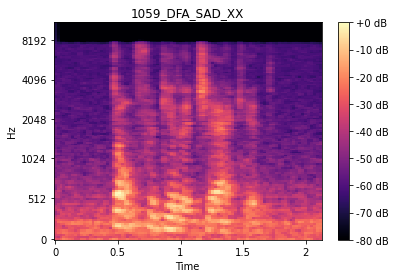 1059_DFA_SAD_XX
+0 dB
8192
-10 dB
4096
-20 dB
-30 dB
2048
Hz
-40 dB
1024
-50 dB
512
-60 dB
-70 dB
0
-80 dB
0
0.5
1
1.5
2
Time